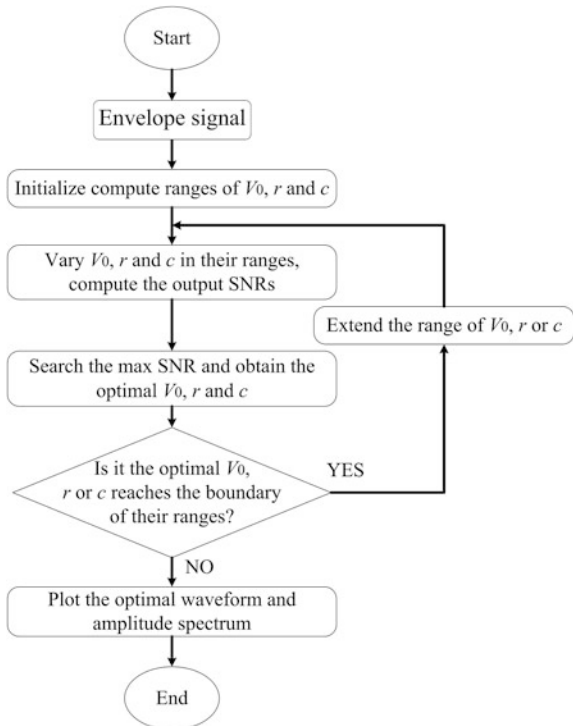 Start
Envelope signal
Initialize compute ranges of V0, r and c
Vary V0, r and c in their ranges,
compute the output SNRs
Extend the range of V0, r or c
Search the max SNR and obtain the
optimal V0, r and c
Is it the optimal V0,
r or c reaches the boundary
of their ranges?
YES
NO
Plot the optimal waveform and
amplitude spectrum
End